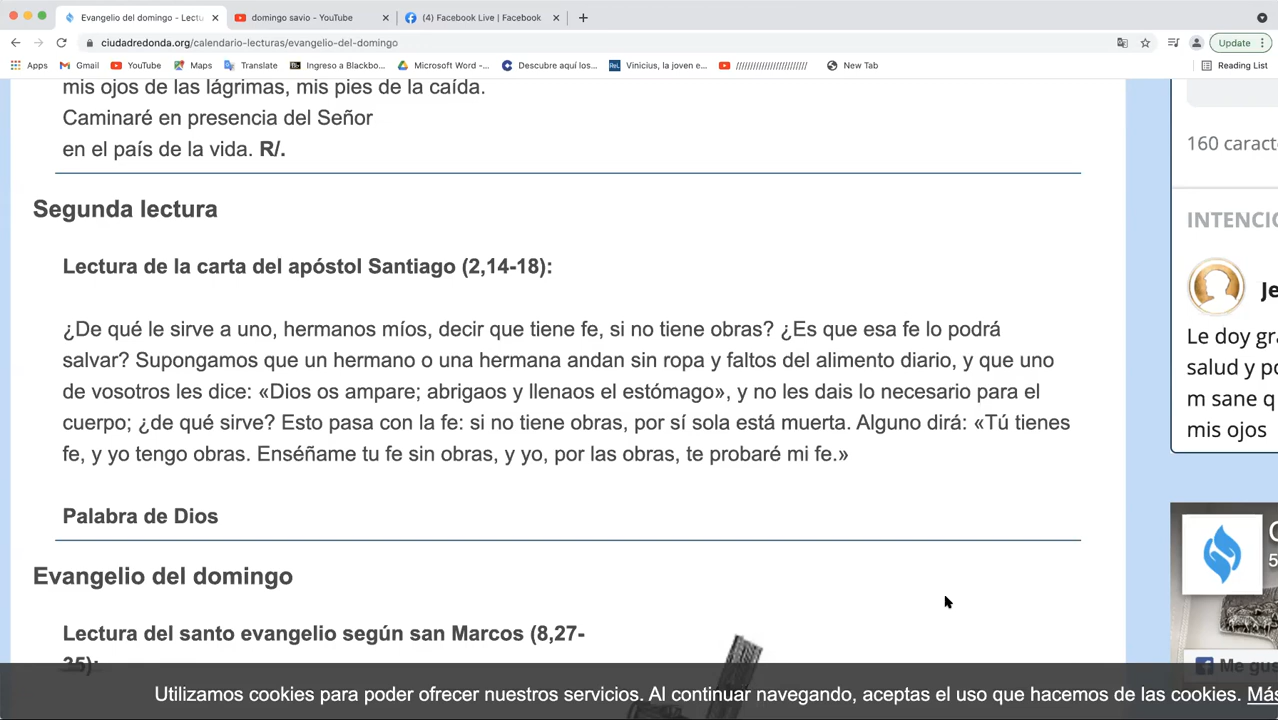 Evangelio del domingo - Lectu
domingo savio - YouTube
(4) Facebook Live | Facebook
ciudadredonda.org/calendario-lecturas/evangelio-del-domingo
Update
Apps
Gmail
YouTube
Maps
Translate
Ingreso a Blackbo...
Microsoft Word -...
Descubre aquí los...
Vinicius, la joven e...
////////////////////////
New Tab
Reading List
mis ojos de las lágrimas, mis pies de la caída.
Caminaré en presencia del Señor
en el país de la vida. R/.
Segunda lectura
Lectura de la carta del apóstol Santiago (2,14-18):
¿De qué le sirve a uno, hermanos míos, decir que tiene fe, si no tiene obras? ¿Es que esa fe lo podrá
salvar? Supongamos que un hermano o una hermana andan sin ropa y faltos del alimento diario, y que uno
de vosotros les dice: «Dios os ampare; abrigaos y llenaos el estómago», y no les dais lo necesario para el
cuerpo; ¿de qué sirve? Esto pasa con la fe: si no tiene obras, por sí sola está muerta. Alguno dirá: «Tú tienes
fe, y yo tengo obras. Enséñame tu fe sin obras, y yo, por las obras, te probaré mi fe.»
Palabra de Dios
Evangelio del domingo
Lectura del santo evangelio según san Marcos (8,27-
35):
160 caracte
INTENCIO
Je
Le doy gra
salud y po
m sane q
mis ojos
Me gus
Utilizamos cookies para poder ofrecer nuestros servicios. Al continuar navegando, aceptas el uso que hacemos de las cookies. Más